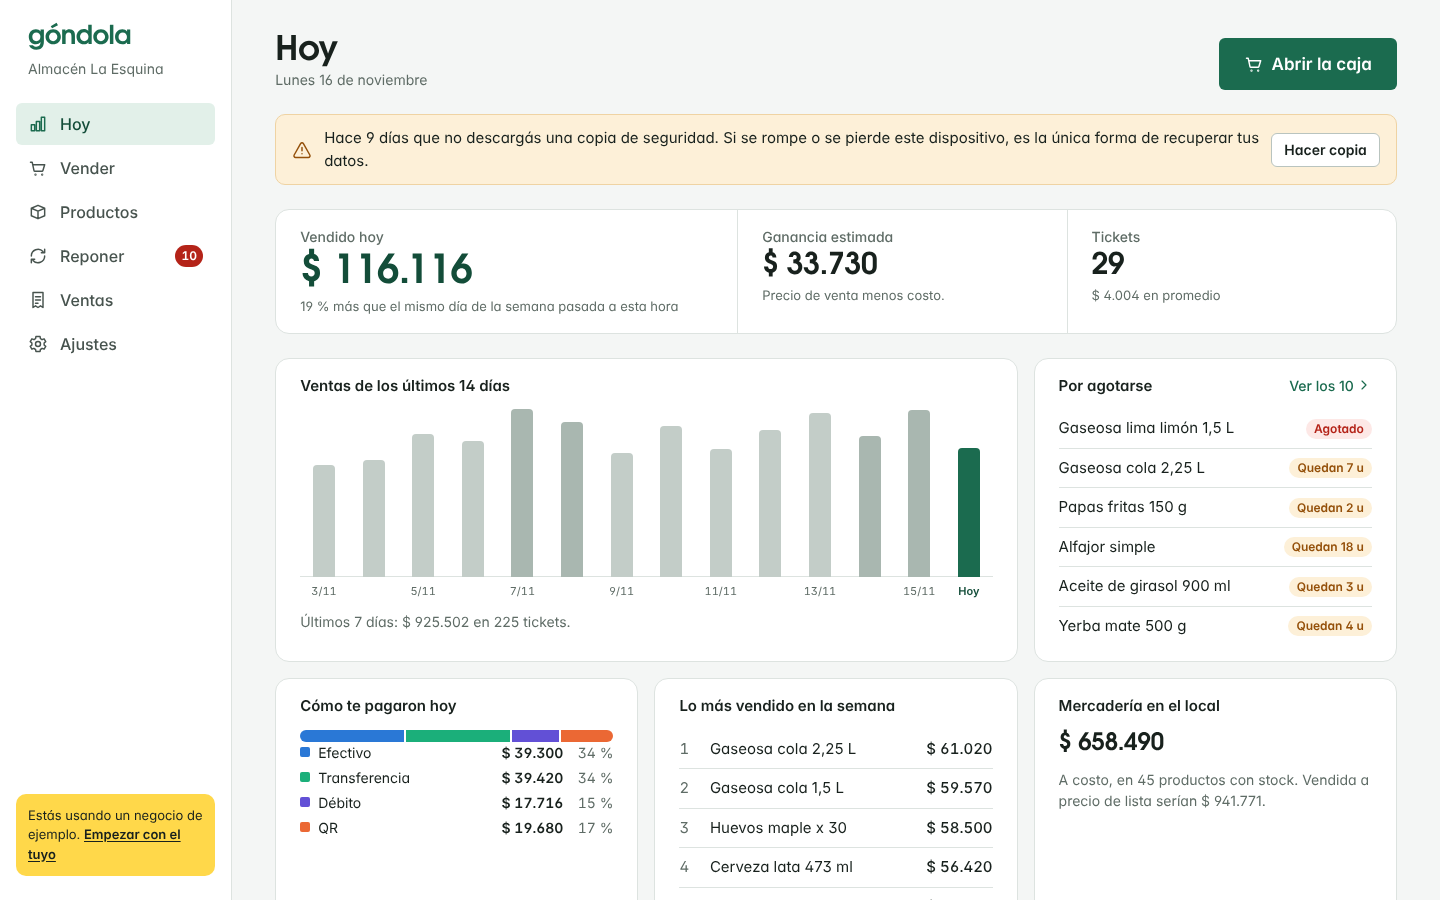 góndola
Almacén La Esquina
Hoy
Vender
Productos
Reponer 10
Ventas
Ajustes
Estás usando un negocio de
ejemplo. Empezar con el
tuyo
Hoy
Lunes 16 de noviembre
Abrir la caja
Hace 9 días que no descargás una copia de seguridad. Si se rompe o se pierde este dispositivo, es la única forma de recuperar tus
datos.
Hacer copia
Vendido hoy
$ 116.116
19 % más que el mismo día de la semana pasada a esta hora
Ganancia estimada
$ 33.730
Precio de venta menos costo.
Tickets
29
$ 4.004 en promedio
Ventas de los últimos 14 días
3/11 5/11 7/11 9/11 11/11 13/11 15/11 Hoy
Últimos 7 días: $ 925.502 en 225 tickets.
Por agotarse
Ver los 10
Gaseosa lima limón 1,5 L Agotado
Gaseosa cola 2,25 L Quedan 7 u
Papas fritas 150 g Quedan 2 u
Alfajor simple Quedan 18 u
Aceite de girasol 900 ml Quedan 3 u
Yerba mate 500 g Quedan 4 u
Cómo te pagaron hoy
Efectivo $ 39.300 34 %
Transferencia $ 39.420 34 %
Débito $ 17.716 15 %
QR $ 19.680 17 %
Lo más vendido en la semana
1 Gaseosa cola 2,25 L $ 61.020
2 Gaseosa cola 1,5 L $ 59.570
3 Huevos maple x 30 $ 58.500
4 Cerveza lata 473 ml $ 56.420
Mercadería en el local
$ 658.490
A costo, en 45 productos con stock. Vendida a
precio de lista serían $ 941.771.